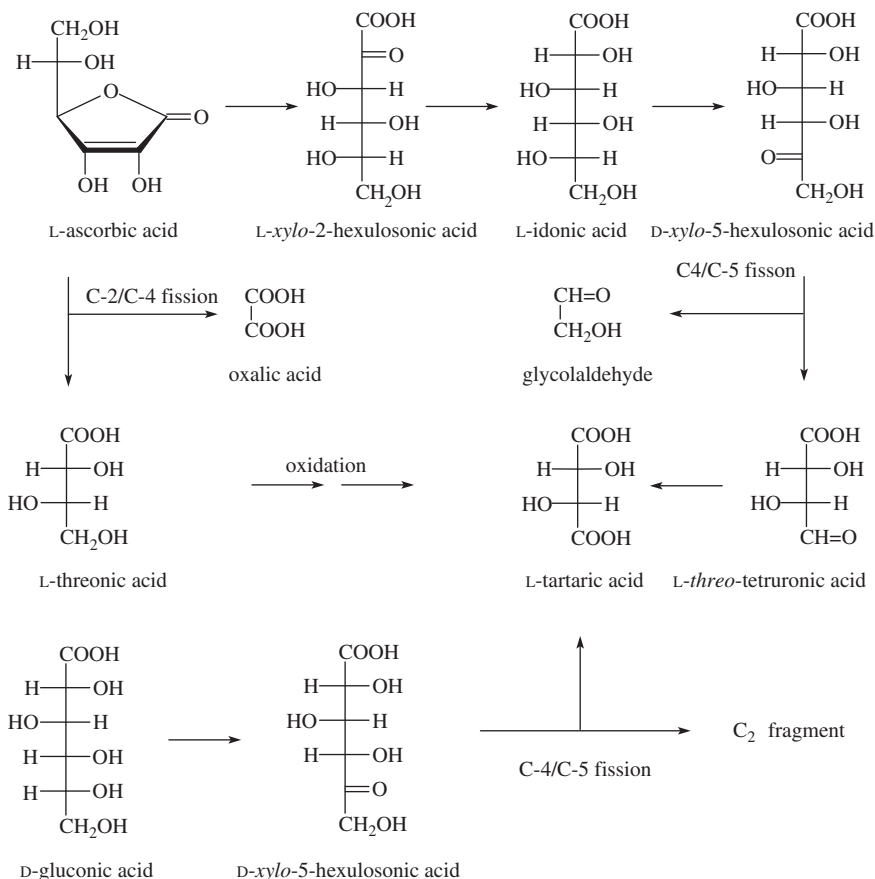 CH₂OH
H OH
O
O
OH OH
L-ascorbic acid
COOH
O
HO H
H OH
HO H
CH₂OH
L-xylo-2-hexulosonic acid
COOH
H OH
HO H
H OH
HO H
CH₂OH
L-idonic acid
COOH
H OH
HO H
H OH
O
CH₂OH
D-xylo-5-hexulosonic acid
C-2/C-4 fission
COOH
COOH
oxalic acid
CH=O
CH₂OH
glycolaldehyde
C4/C-5 fisson
COOH
H OH
HO H
CH₂OH
L-threonic acid
oxidation
COOH
H OH
HO H
COOH
L-tartaric acid
COOH
H OH
HO H
CH=O
L-threo-tetruronic acid
COOH
H OH
HO H
H OH
H OH
CH₂OH
D-gluconic acid
COOH
H OH
HO H
H OH
O
CH₂OH
D-xylo-5-hexulosonic acid
C-4/C-5 fission
C₂ fragment